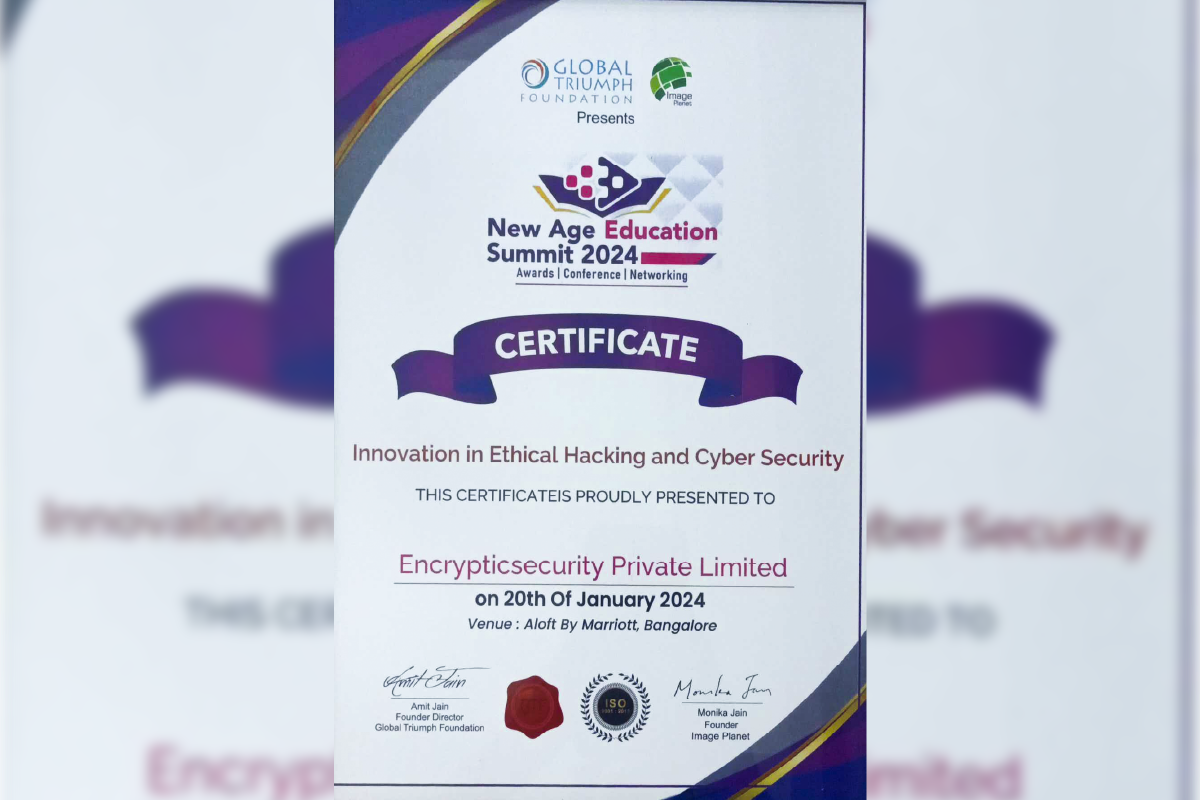 GLOBAL
TRIUMPH
FOUNDATION
Image
Planet
Presents
New Age Education
Summit 2024
Awards | Conference | Networking
CERTIFICATE
Innovation in Ethical Hacking and Cyber Security
THIS CERTIFICATEIS PROUDLY PRESENTED TO
Encrypticsecurity Private Limited
on 20th Of January 2024
Venue : Aloft By Marriott, Bangalore
Amit Jain
Amit Jain
Founder Director
Global Triumph Foundation
ISO
Monika Jain
Monika Jain
Founder
Image Planet